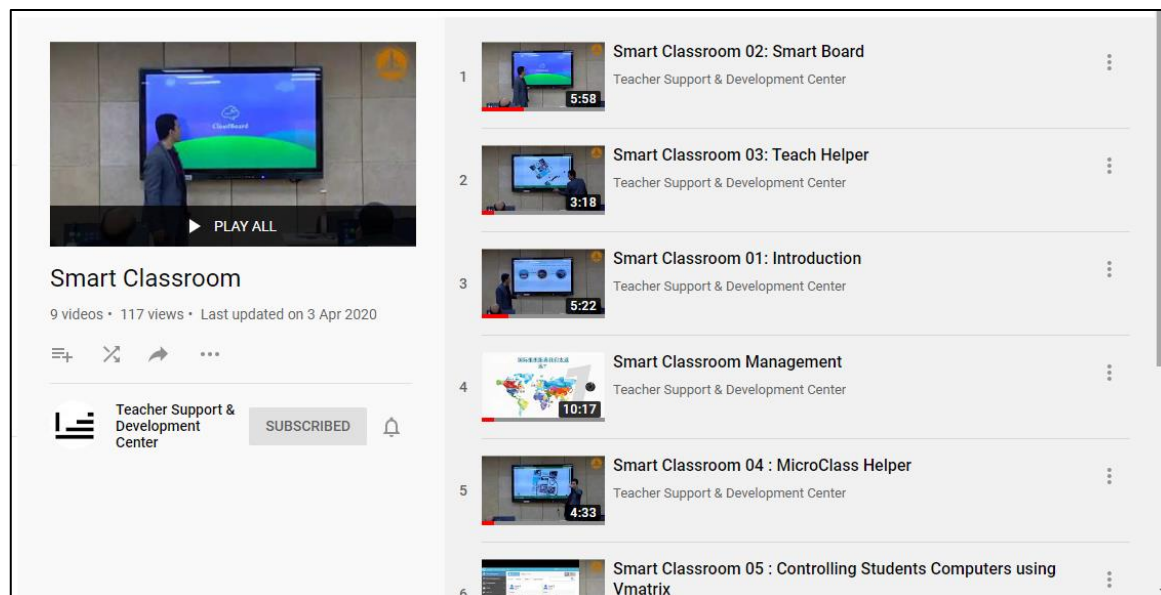 CloudBoard
PLAY ALL
Smart Classroom
9 videos • 117 views • Last updated on 3 Apr 2020
Teacher Support &
Development
Center
SUBSCRIBED
1
5:58
Smart Classroom 02: Smart Board
Teacher Support & Development Center
2
3:18
Smart Classroom 03: Teach Helper
Teacher Support & Development Center
3
5:22
Smart Classroom 01: Introduction
Teacher Support & Development Center
4
10:17
Smart Classroom Management
Teacher Support & Development Center
5
4:33
Smart Classroom 04 : MicroClass Helper
Teacher Support & Development Center
6
Smart Classroom 05 : Controlling Students Computers using
Vmatrix